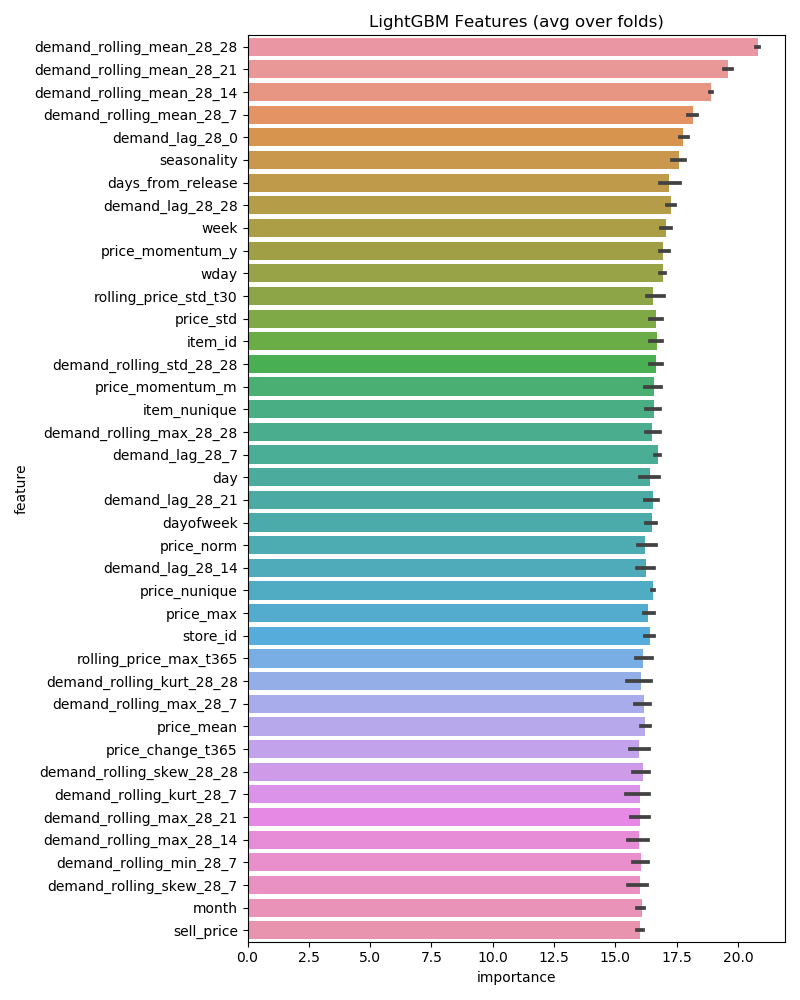 LightGBM Features (avg over folds)
demand_rolling_mean_28_28
demand_rolling_mean_28_21
demand_rolling_mean_28_14
demand_rolling_mean_28_7
demand_lag_28_0
seasonality
days_from_release
demand_lag_28_28
week
price_momentum_y
wday
rolling_price_std_t30
price_std
item_id
demand_rolling_std_28_28
price_momentum_m
item_nunique
demand_rolling_max_28_28
demand_lag_28_7
day
demand_lag_28_21
dayofweek
price_norm
demand_lag_28_14
price_nunique
price_max
store_id
rolling_price_max_t365
demand_rolling_kurt_28_28
demand_rolling_max_28_7
price_mean
price_change_t365
demand_rolling_skew_28_28
demand_rolling_kurt_28_7
demand_rolling_max_28_21
demand_rolling_max_28_14
demand_rolling_min_28_7
demand_rolling_skew_28_7
month
sell_price
feature
0.0 2.5 5.0 7.5 10.0 12.5 15.0 17.5 20.0
importance